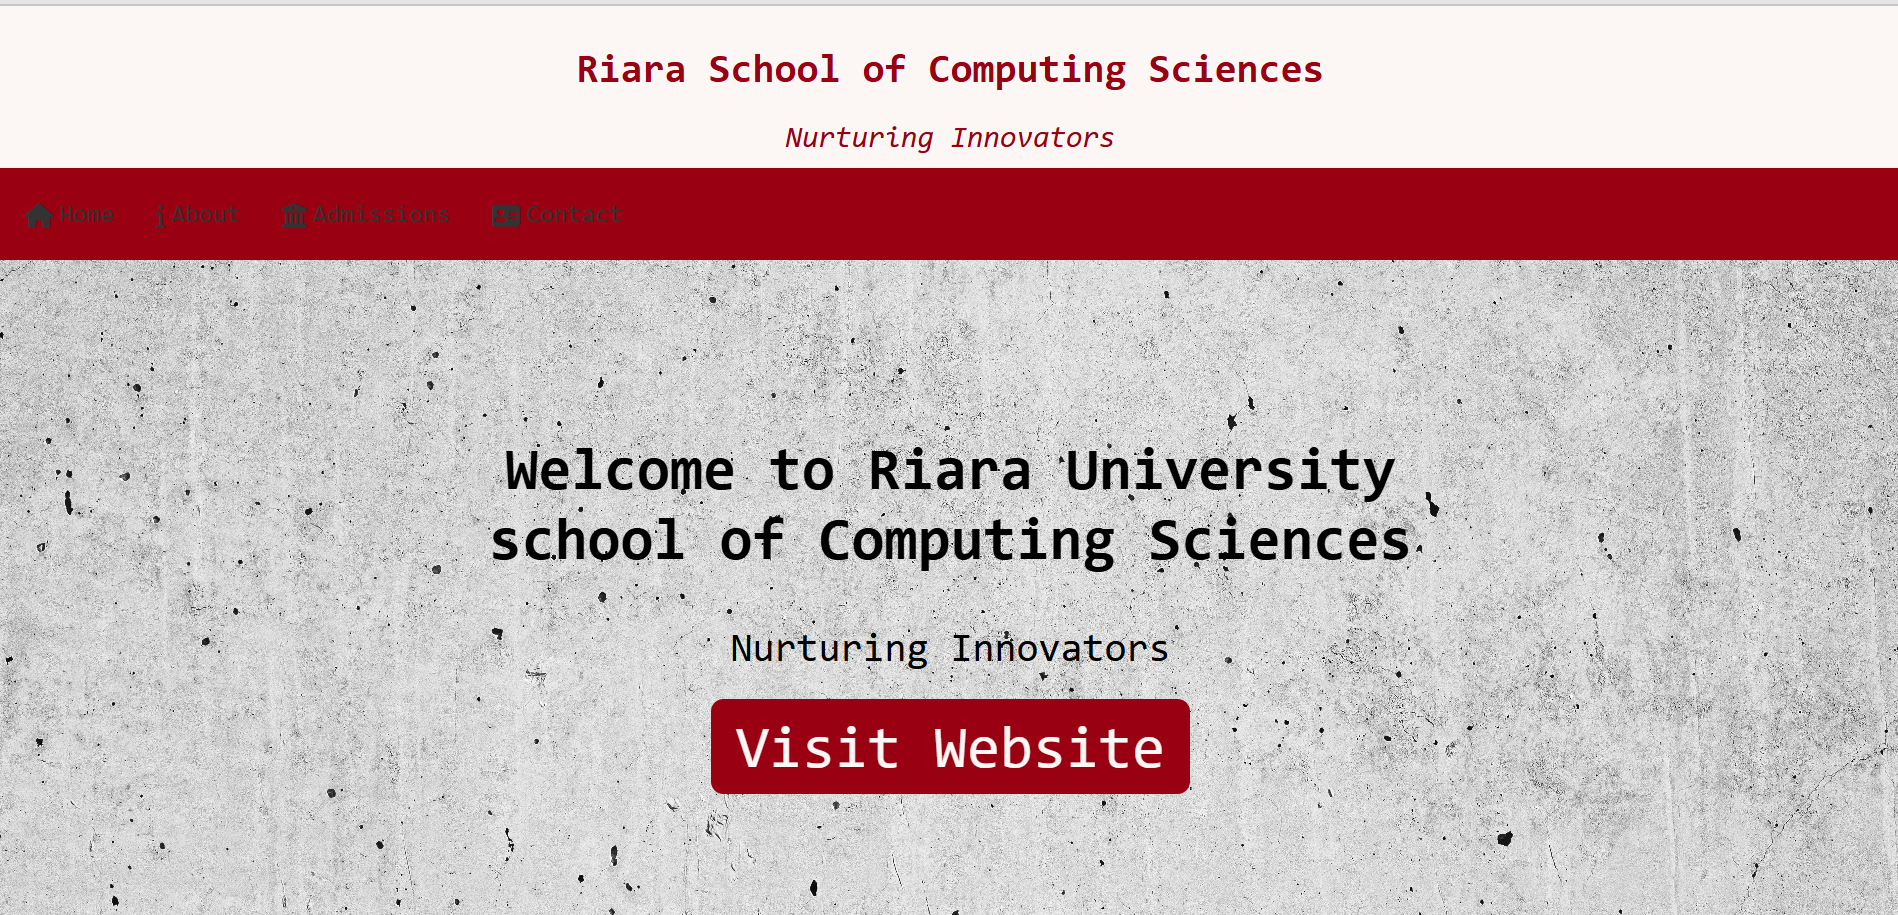 Riara School of Computing Sciences
Nurturing Innovators
Home About Admissions Contact
Welcome to Riara University
school of Computing Sciences
Nurturing Innovators
Visit Website